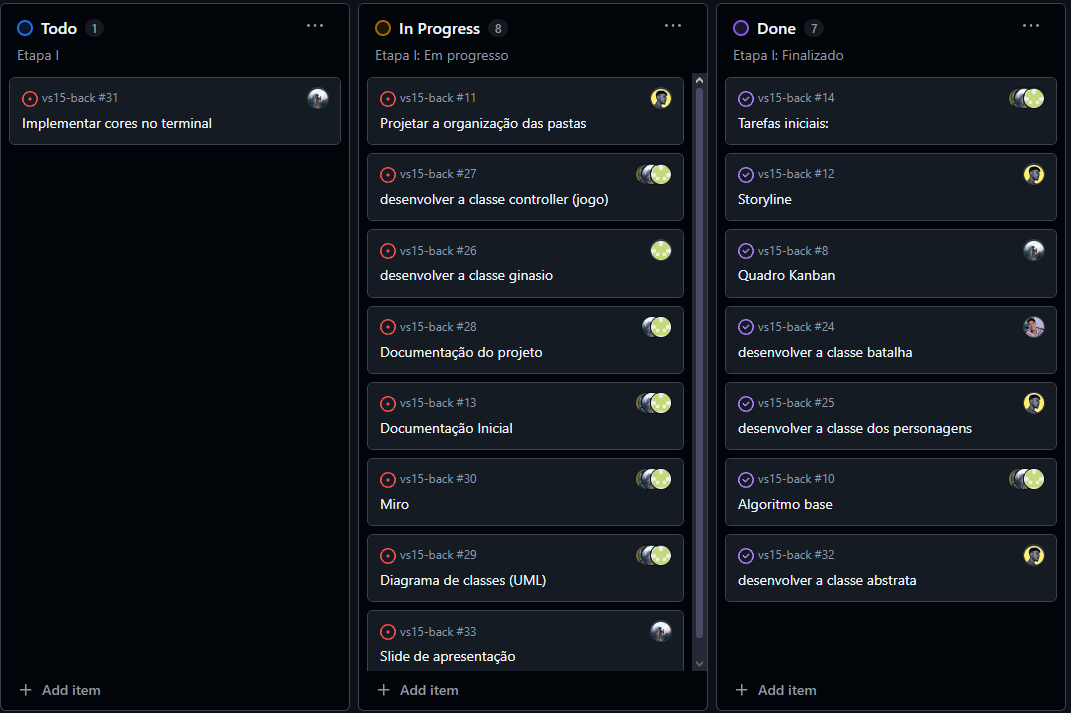 Todo 1
Etapa I
vs15-back #31
Implementar cores no terminal
+ Add item
In Progress 8
Etapa I: Em progresso
vs15-back #11
Projetar a organização das pastas
vs15-back #27
desenvolver a classe controller (jogo)
vs15-back #26
desenvolver a classe ginasio
vs15-back #28
Documentação do projeto
vs15-back #13
Documentação Inicial
vs15-back #30
Miro
vs15-back #29
Diagrama de classes (UML)
vs15-back #33
Slide de apresentação
+ Add item
Done 7
Etapa I: Finalizado
vs15-back #14
Tarefas iniciais:
vs15-back #12
Storyline
vs15-back #8
Quadro Kanban
vs15-back #24
desenvolver a classe batalha
vs15-back #25
desenvolver a classe dos personagens
vs15-back #10
Algoritmo base
vs15-back #32
desenvolver a classe abstrata
+ Add item